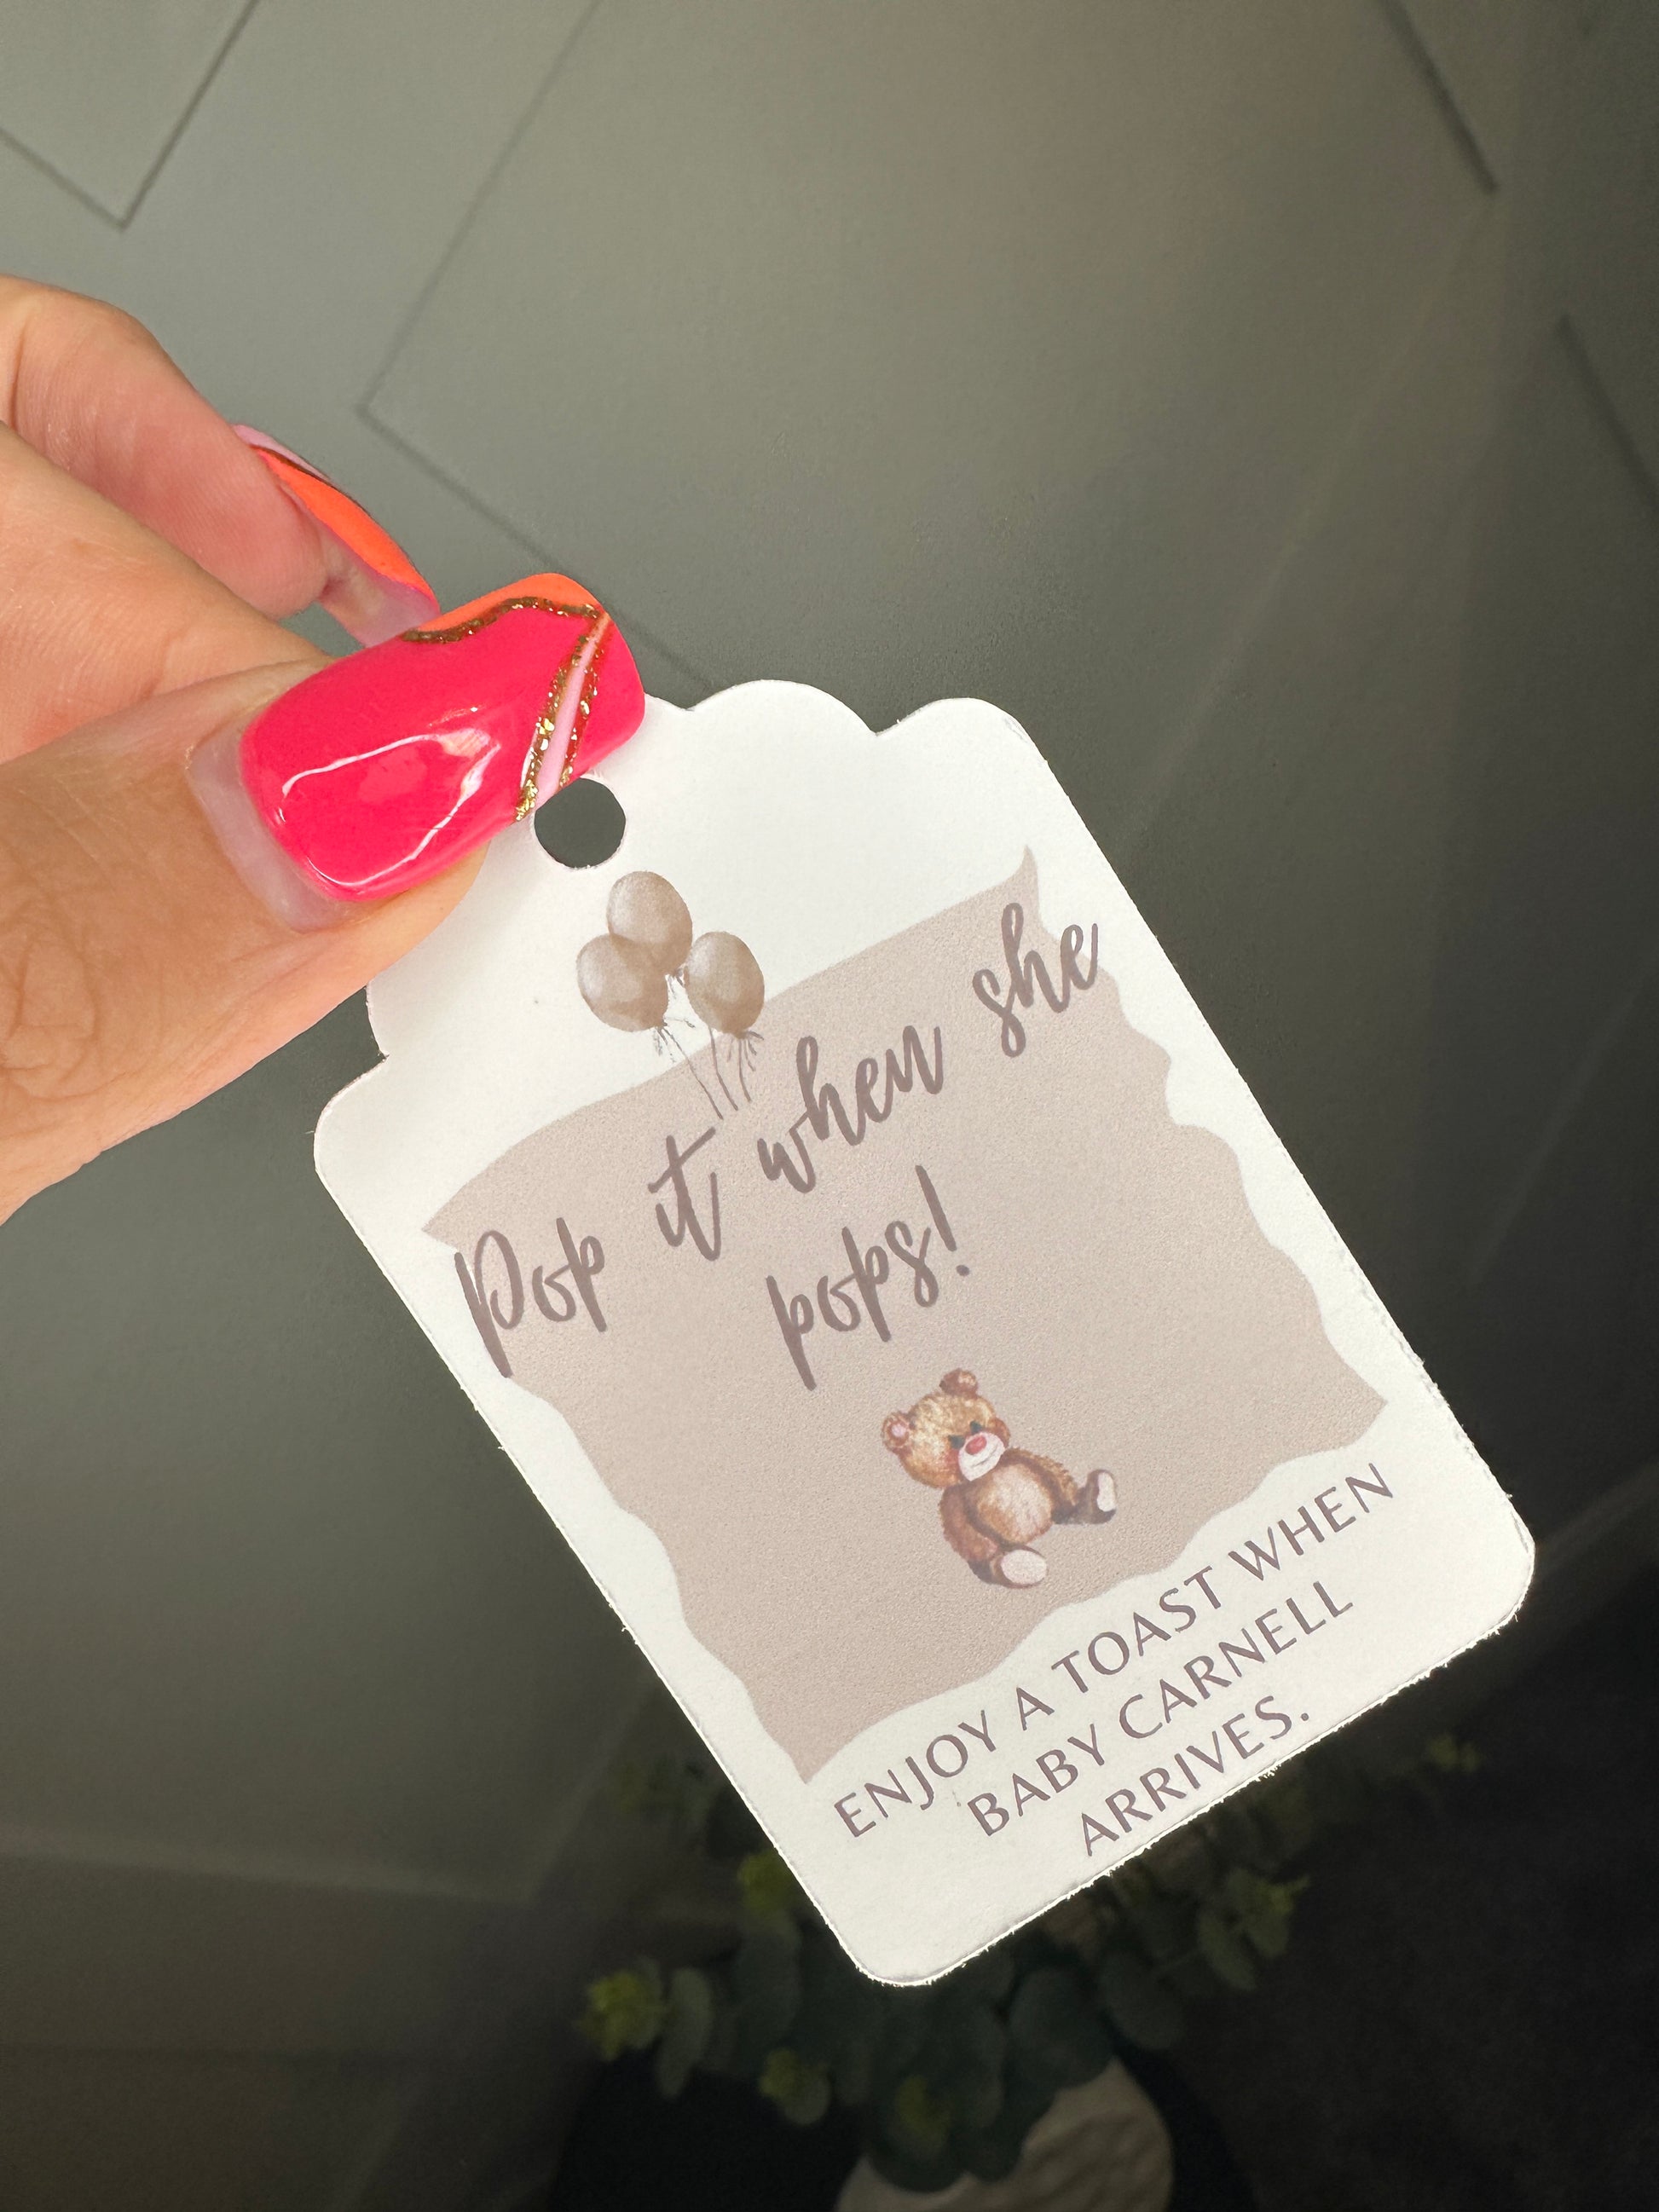 Pop it when she
pops!
ENJOY A TOAST WHEN
BABY CARNELL
ARRIVES.